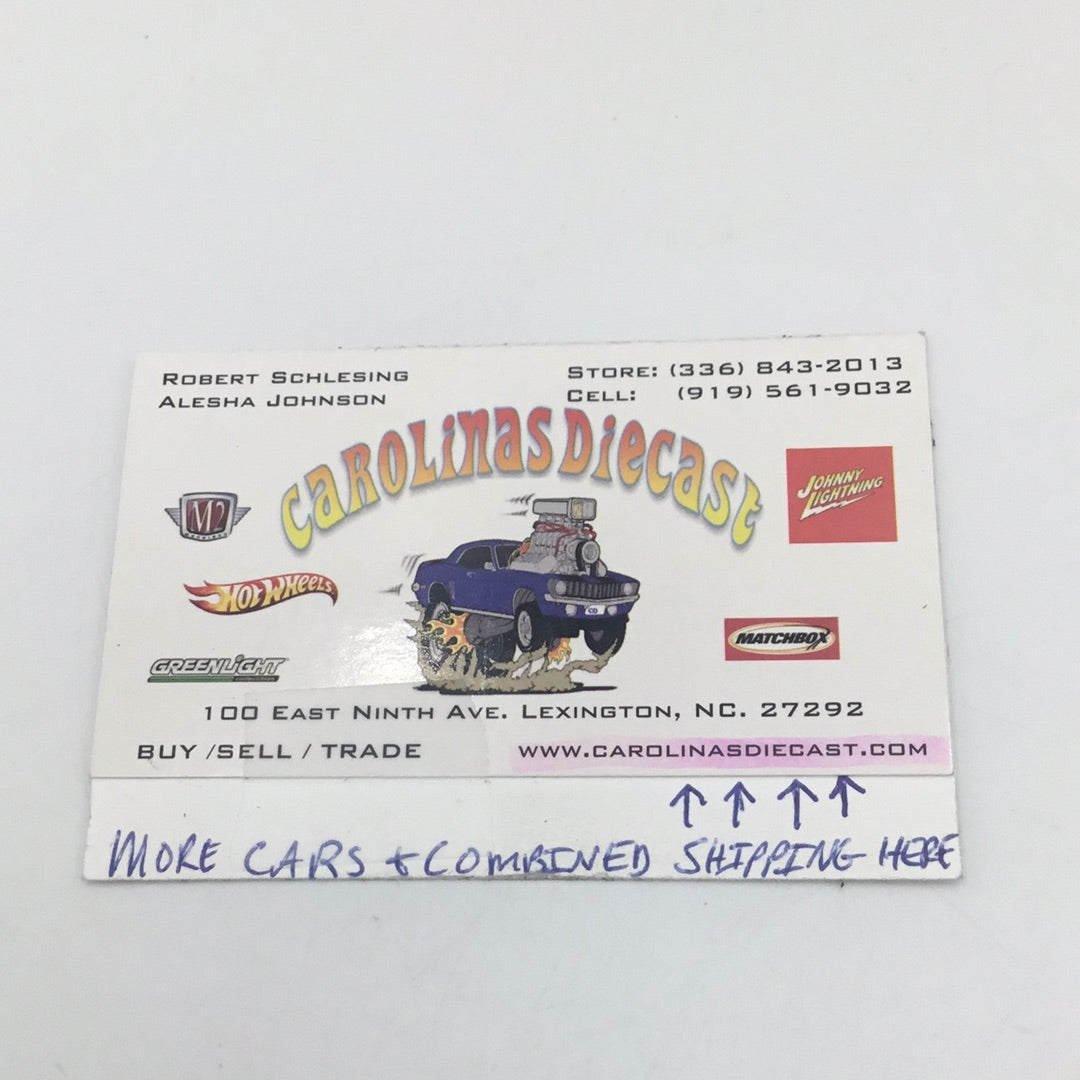 ROBERT SCHLESING
ALESHA JOHNSON
STORE: (336) 843-2013
CELL: (919) 561-9032
CAROLINAS DIECAST
M2
JOHNNY LIGHTNING
HOT WHEELS
MATCHBOX
GREENLIGHT
CD
100 EAST NINTH AVE. LEXINGTON, NC. 27292
BUY /SELL / TRADE
WWW.CAROLINASDIECAST.COM
↑ ↑ ↑ ↑
MORE CARS & COMBINED SHIPPING HERE